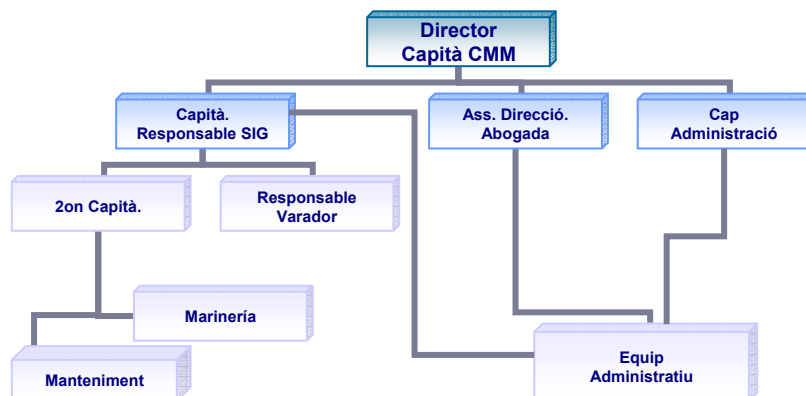 Director
Capità CMM
Capità.
Responsable SIG
Ass. Direcció.
Abogada
Cap
Administració
2on Capità.
Responsable
Varador
Marinería
Manteniment
Equip
Administratiu